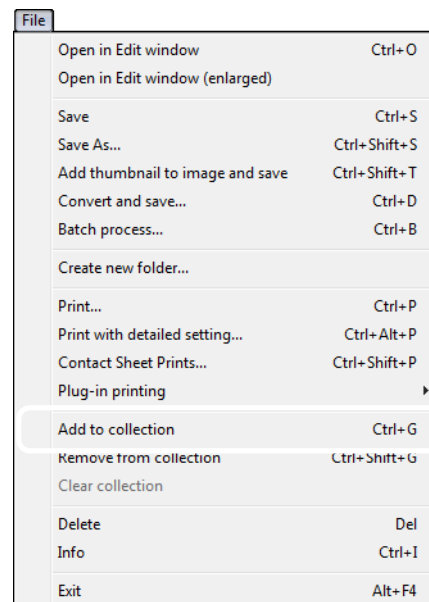 File
Open in Edit window Ctrl+O
Open in Edit window (enlarged)
Save Ctrl+S
Save As... Ctrl+Shift+S
Add thumbnail to image and save Ctrl+Shift+T
Convert and save... Ctrl+D
Batch process... Ctrl+B
Create new folder...
Print... Ctrl+P
Print with detailed setting... Ctrl+Alt+P
Contact Sheet Prints... Ctrl+Shift+P
Plug-in printing
Add to collection Ctrl+G
Remove from collection Ctrl+Shift+G
Clear collection
Delete Del
Info Ctrl+I
Exit Alt+F4